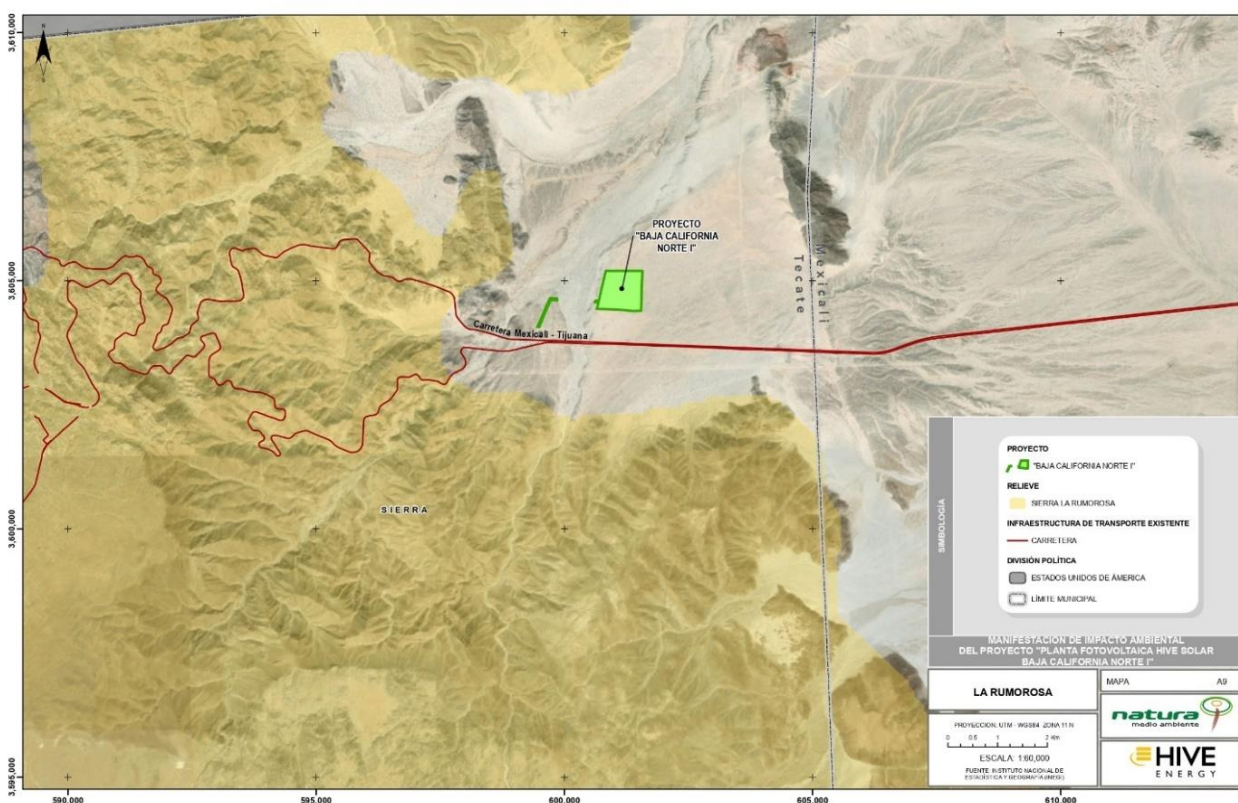 N
3,610,000
3,605,000
3,600,000
3,595,000
590,000
595,000
600,000
605,000
610,000
PROYECTO
"BAJA CALIFORNIA
NORTE I"
Carretera Mexicali - Tijuana
Tecate
Mexicali
SIERRA
SIMBOLOGÍA
PROYECTO
"BAJA CALIFORNIA NORTE I"
RELIEVE
SIERRA LA RUMOROSA
INFRAESTRUCTURA DE TRANSPORTE EXISTENTE
CARRETERA
DIVISIÓN POLÍTICA
ESTADOS UNIDOS DE ÁMERICA
LÍMITE MUNICIPAL
MANIFESTACIÓN DE IMPACTO AMBIENTAL
DEL PROYECTO "PLANTA FOTOVOLTAICA HIVE SOLAR
BAJA CALIFORNIA NORTE I"
LA RUMOROSA
MAPA A9
PROYECCIÓN: UTM - WGS84 ZONA 11 N
0 0.5 1 2 Km
ESCALA: 1:60,000
FUENTE: INSTITUTO NACIONAL DE
ESTADÍSTICA Y GEOGRAFÍA (INEGI)
natura
medio ambiente
HIVE
ENERGY